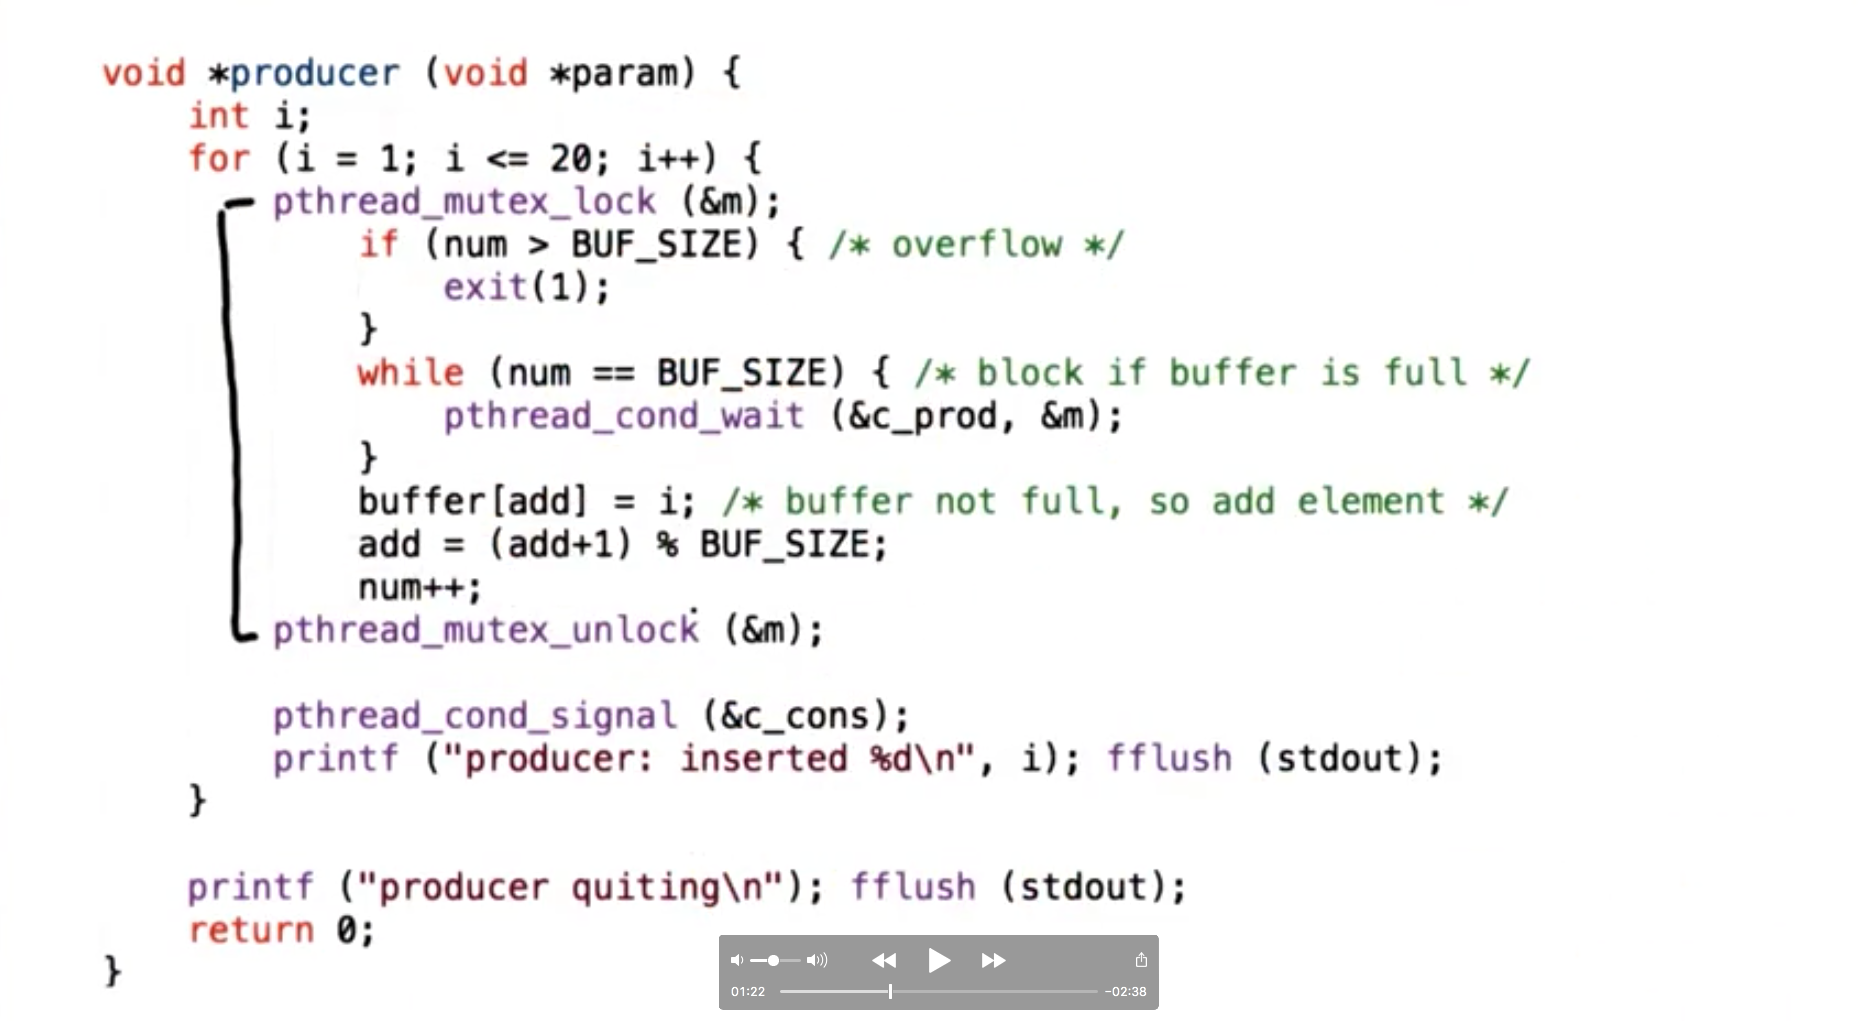 void *producer (void *param) {
int i;
for (i = 1; i <= 20; i++) {
pthread_mutex_lock (&m);
if (num > BUF_SIZE) { /* overflow */
exit(1);
}
while (num == BUF_SIZE) { /* block if buffer is full */
pthread_cond_wait (&c_prod, &m);
}
buffer[add] = i; /* buffer not full, so add element */
add = (add+1) % BUF_SIZE;
num++;
pthread_mutex_unlock (&m);
pthread_cond_signal (&c_cons);
printf ("producer: inserted %d\n", i); fflush (stdout);
}
printf ("producer quiting\n"); fflush (stdout);
return 0;
}
01:22 -02:38